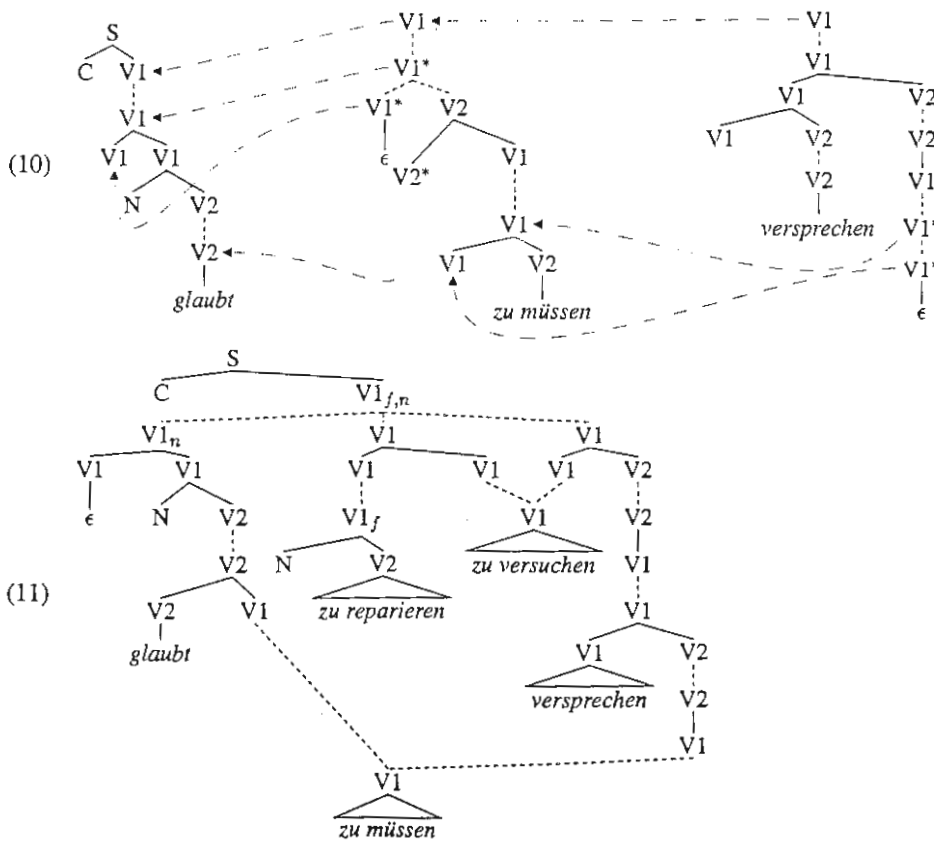 V1 V1
S
C V1 V1* V1
V1 V1* V2 V1 V2
V1 V1 ϵ V1 V1 V2 V2
(10)
N V2 V2* V2 V1
V2 V1 versprechen V1*
glaubt V1 V2 V1*
zu müssen ϵ
S
C V1f,n
V1n V1 V1
V1 V1 V1 V1 V1 V2
ϵ N V2 V1f V1 V2
V2 N V2 zu versuchen V1
(11)
V2 V1 zu reparieren V1
glaubt V1 V2
versprechen V2
V1
V1
zu müssen